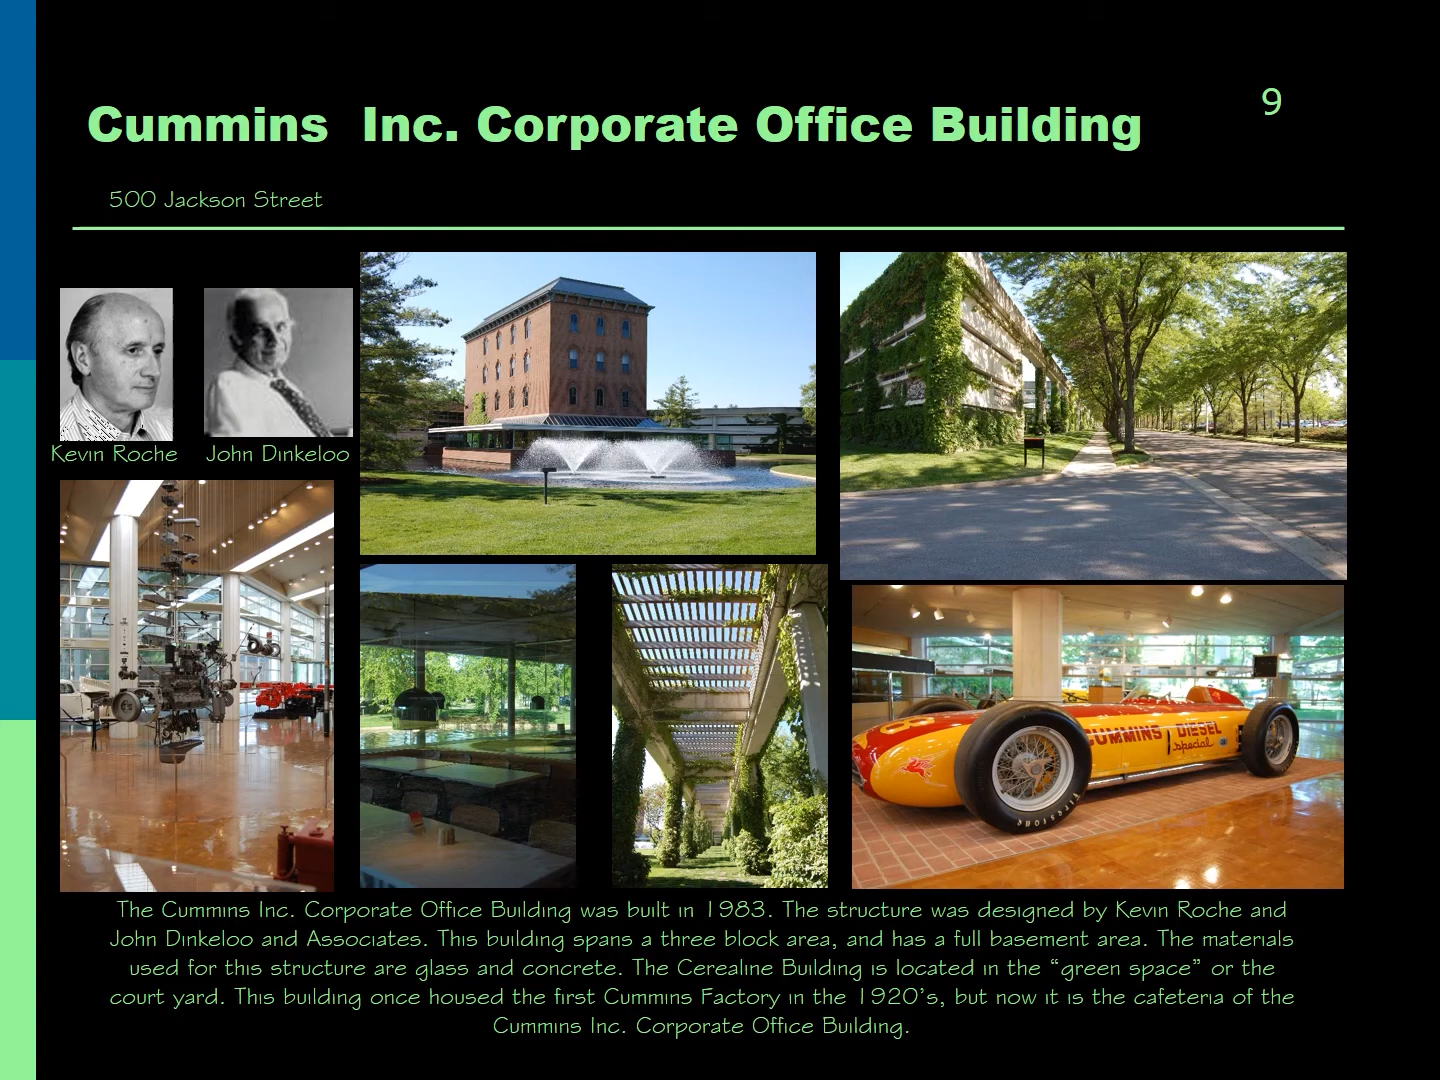 Cummins  Inc. Corporate Office Building
9
500 Jackson Street
Kevin Roche
John Dinkeloo
CUMMINS DIESEL
special
Firestone
The Cummins Inc. Corporate Office Building was built in 1983. The structure was designed by Kevin Roche and
John Dinkeloo and Associates. This building spans a three block area, and has a full basement area. The materials
used for this structure are glass and concrete. The Cerealine Building is located in the “green space” or the
court yard. This building once housed the first Cummins Factory in the 1920’s, but now it is the cafeteria of the
Cummins Inc. Corporate Office Building.